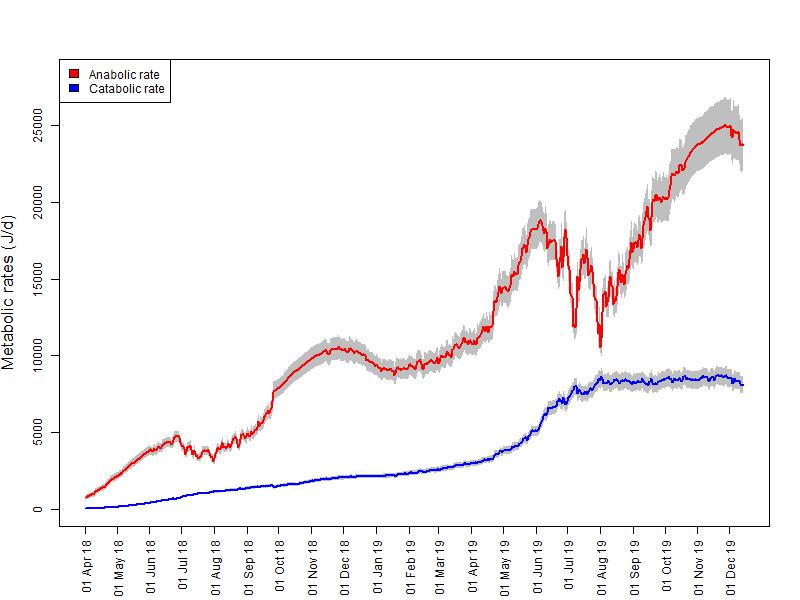 Anabolic rate
Catabolic rate
Metabolic rates (J/d)
25000
20000
15000
10000
5000
0
01 Apr 18
01 May 18
01 Jun 18
01 Jul 18
01 Aug 18
01 Sep 18
01 Oct 18
01 Nov 18
01 Dec 18
01 Jan 19
01 Feb 19
01 Mar 19
01 Apr 19
01 May 19
01 Jun 19
01 Jul 19
01 Aug 19
01 Sep 19
01 Oct 19
01 Nov 19
01 Dec 19